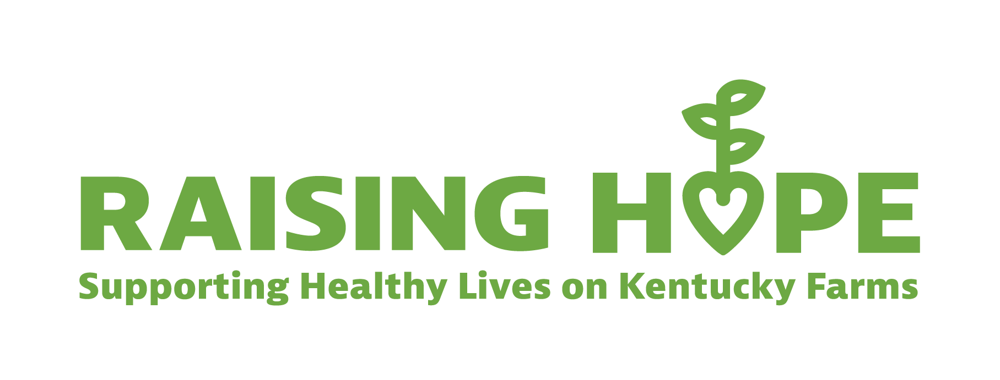 RAISING HOPE
Supporting Healthy Lives on Kentucky Farms